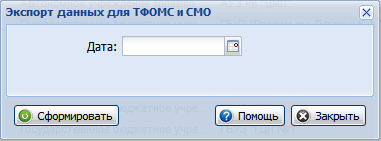 Экспорт данных для ТФОМС и СМО
Дата:
Сформировать Помощь Закрыть